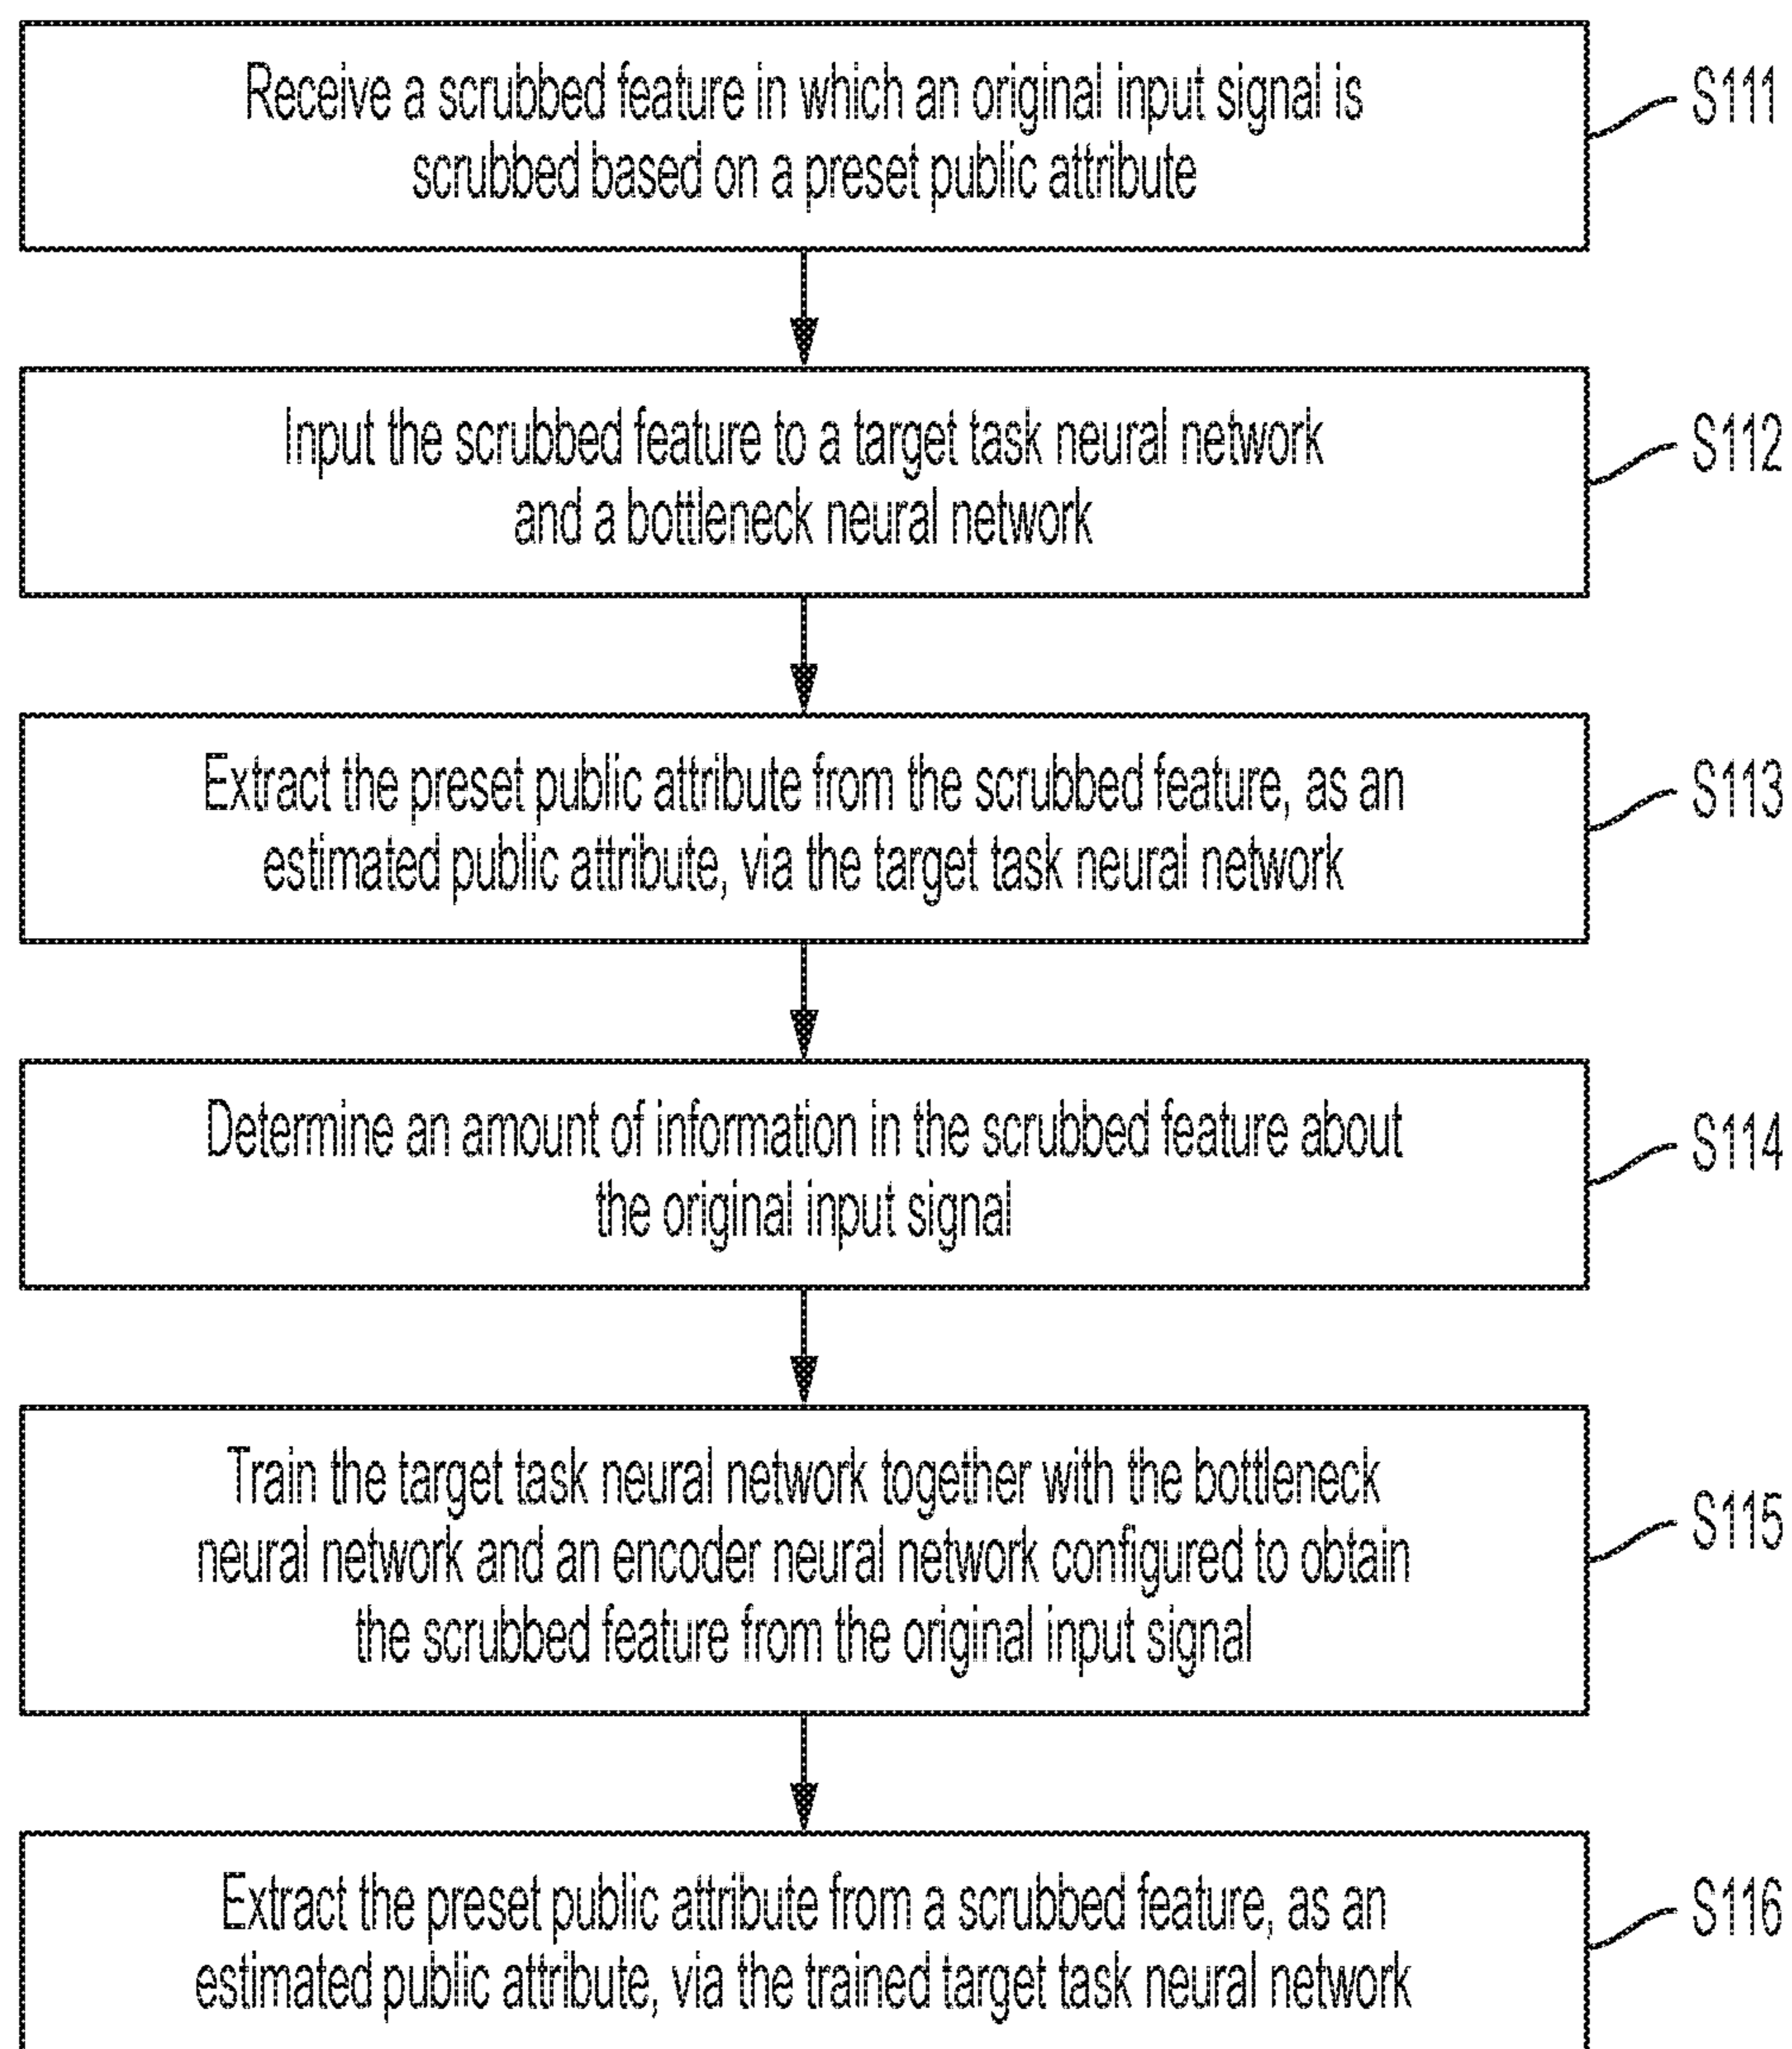 Receive a scrubbed feature in which an original input signal is
scrubbed based on a preset public attribute
S111
Input the scrubbed feature to a target task neural network
and a bottleneck neural network
S112
Extract the preset public attribute from the scrubbed feature, as an
estimated public attribute, via the target task neural network
S113
Determine an amount of information in the scrubbed feature about
the original input signal
S114
Train the target task neural network together with the bottleneck
neural network and an encoder neural network configured to obtain
the scrubbed feature from the original input signal
S115
Extract the preset public attribute from a scrubbed feature, as an
estimated public attribute, via the trained target task neural network
S116